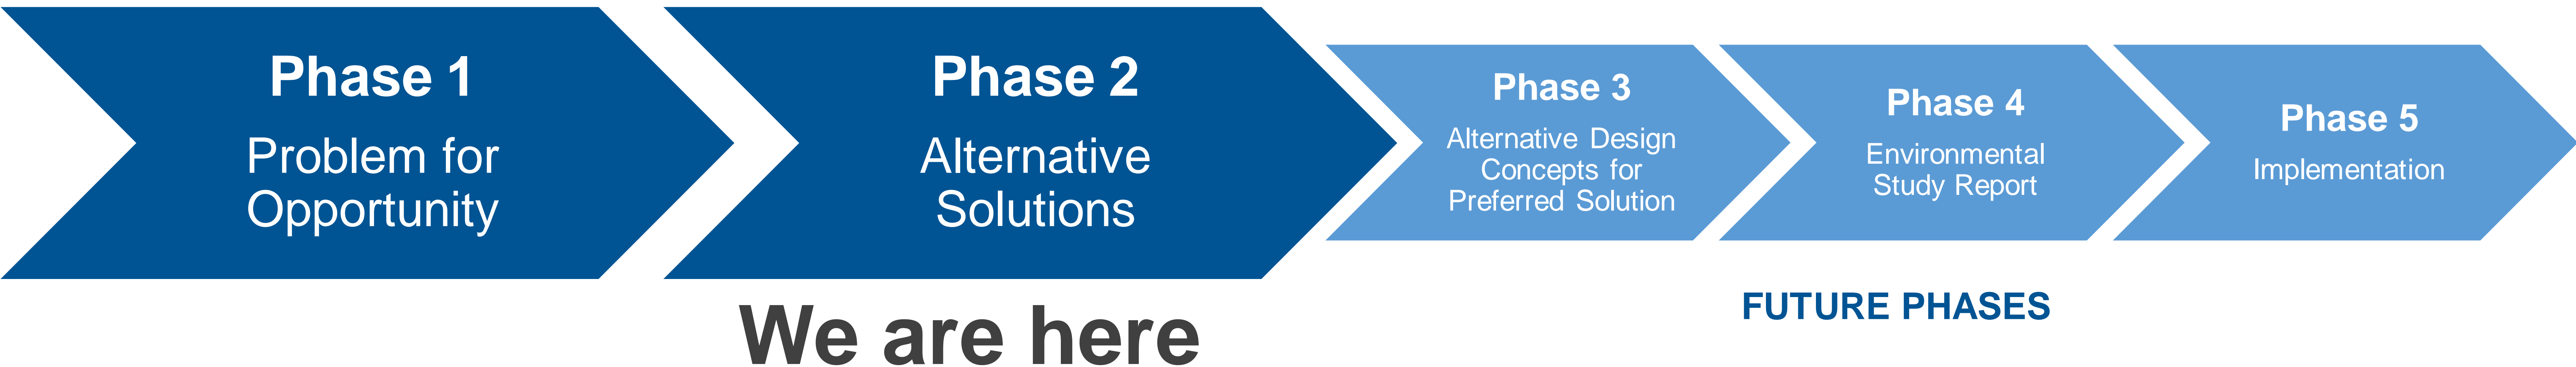 Phase 1
Problem for
Opportunity
Phase 2
Alternative
Solutions
Phase 3
Alternative Design
Concepts for
Preferred Solution
Phase 4
Environmental
Study Report
Phase 5
Implementation
We are here
FUTURE PHASES